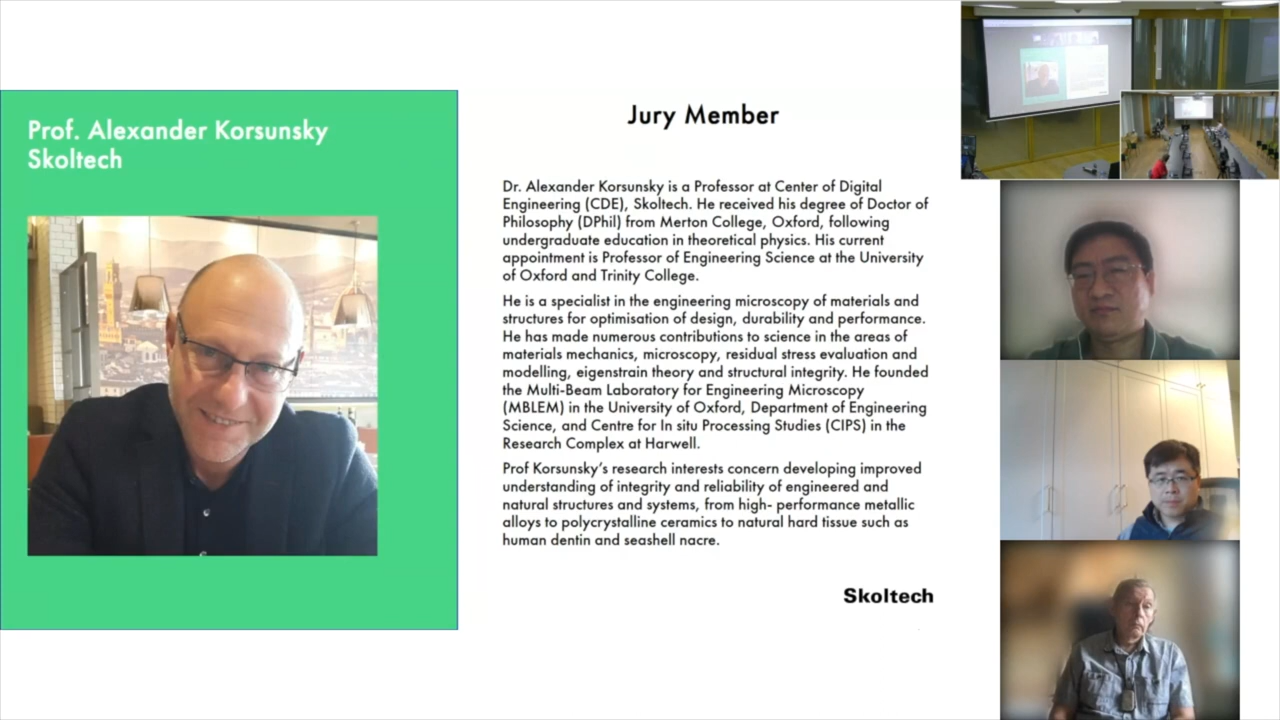 Prof. Alexander Korsunsky
Skoltech
Jury Member
Dr. Alexander Korsunsky is a Professor at Center of Digital
Engineering (CDE), Skoltech. He received his degree of Doctor of
Philosophy (DPhil) from Merton College, Oxford, following
undergraduate education in theoretical physics. His current
appointment is Professor of Engineering Science at the University
of Oxford and Trinity College.
He is a specialist in the engineering microscopy of materials and
structures for optimisation of design, durability and performance.
He has made numerous contributions to science in the areas of
materials mechanics, microscopy, residual stress evaluation and
modelling, eigenstrain theory and structural integrity. He founded
the Multi-Beam Laboratory for Engineering Microscopy
(MBLEM) in the University of Oxford, Department of Engineering
Science, and Centre for In situ Processing Studies (CIPS) in the
Research Complex at Harwell.
Prof Korsunsky's research interests concern developing improved
understanding of integrity and reliability of engineered and
natural structures and systems, from high- performance metallic
alloys to polycrystalline ceramics to natural hard tissue such as
human dentin and seashell nacre.
Skoltech